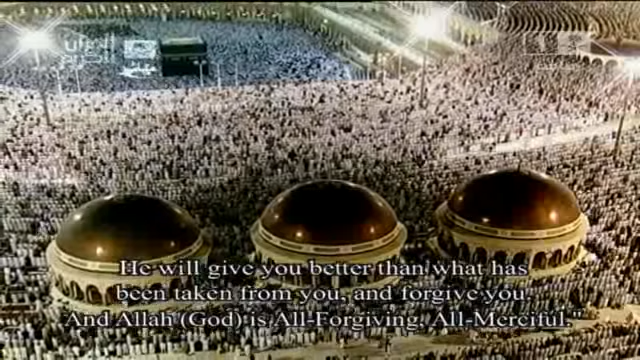 He will give you better than what has
been taken from you, and forgive you.
And Allah (God) is All-Forgiving, All-Merciful."